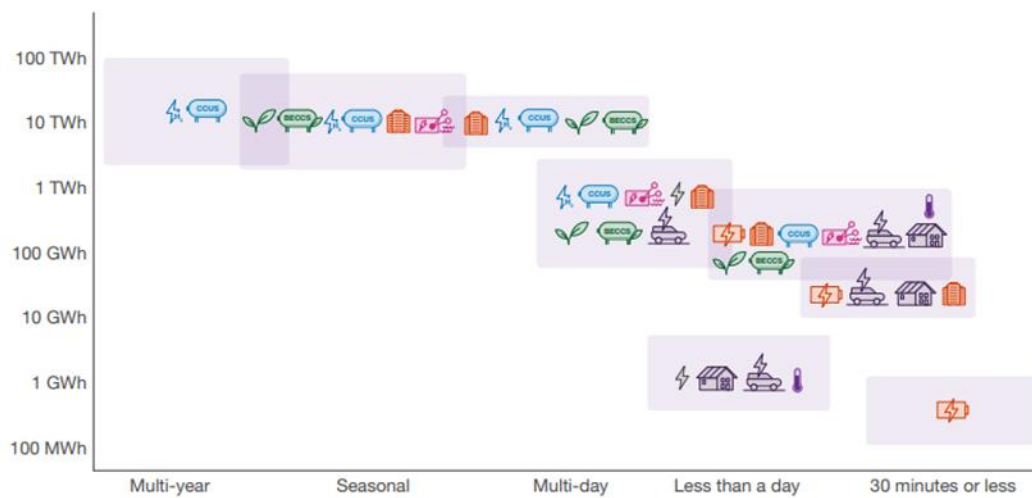 100 TWh
CCUS
10 TWh
BECCS CCUS CCUS BECCS
1 TWh
CCUS
BECCS CCUS
100 GWh
BECCS
10 GWh
1 GWh
100 MWh
Multi-year Seasonal Multi-day Less than a day 30 minutes or less